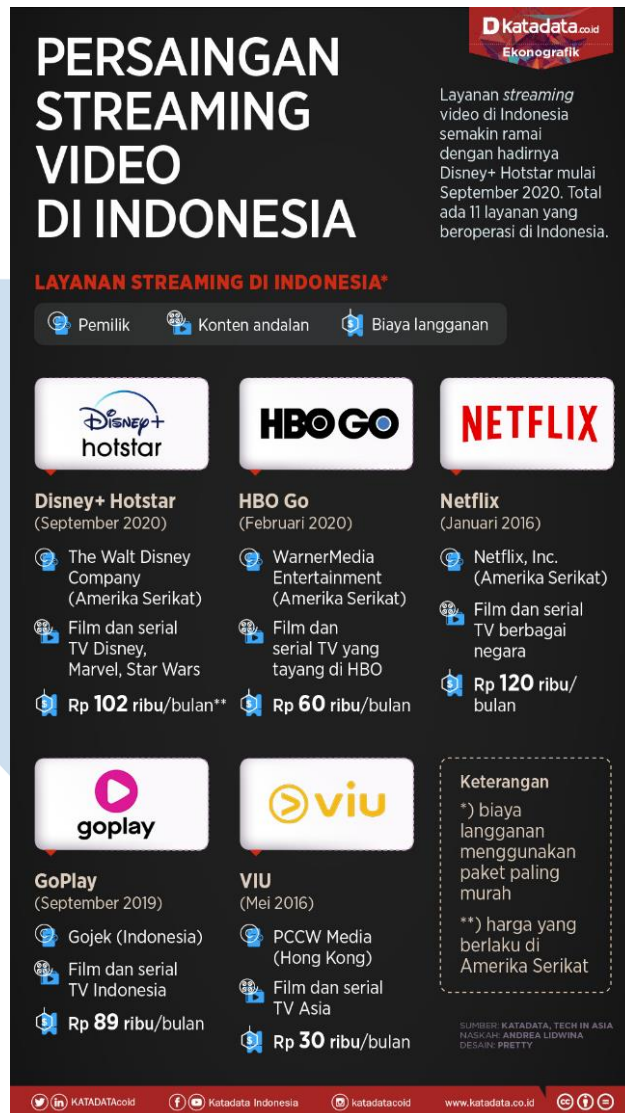 Dkatadata.co.id
Ekonografik
PERSAINGAN
STREAMING
VIDEO
DI INDONESIA
Layanan streaming
video di Indonesia
semakin ramai
dengan hadirnya
Disney+ Hotstar mulai
September 2020. Total
ada 11 layanan yang
beroperasi di Indonesia.
LAYANAN STREAMING DI INDONESIA*
Pemilik
Konten andalan
Biaya langganan
Disney+
hotstar
Disney+ Hotstar
(September 2020)
The Walt Disney
Company
(Amerika Serikat)
Film dan serial
TV Disney,
Marvel, Star Wars
Rp 102 ribu/bulan**
HBO GO
HBO Go
(Februari 2020)
WarnerMedia
Entertainment
(Amerika Serikat)
Film dan
serial TV yang
tayang di HBO
Rp 60 ribu/bulan
NETFLIX
Netflix
(Januari 2016)
Netflix, Inc.
(Amerika Serikat)
Film dan serial
TV berbagai
negara
Rp 120 ribu/
bulan
goplay
GoPlay
(September 2019)
Gojek (Indonesia)
Film dan serial
TV Indonesia
Rp 89 ribu/bulan
viu
VIU
(Mei 2016)
PCCW Media
(Hong Kong)
Film dan serial
TV Asia
Rp 30 ribu/bulan
Keterangan
*) biaya
langganan
menggunakan
paket paling
murah
**) harga yang
berlaku di
Amerika Serikat
SUMBER: KATADATA, TECH IN ASIA
NASKAH: ANDREA LIDWINA
DESAIN: PRETTY
KATADATAcoid
Katadata Indonesia
katadatacoid
www.katadata.co.id